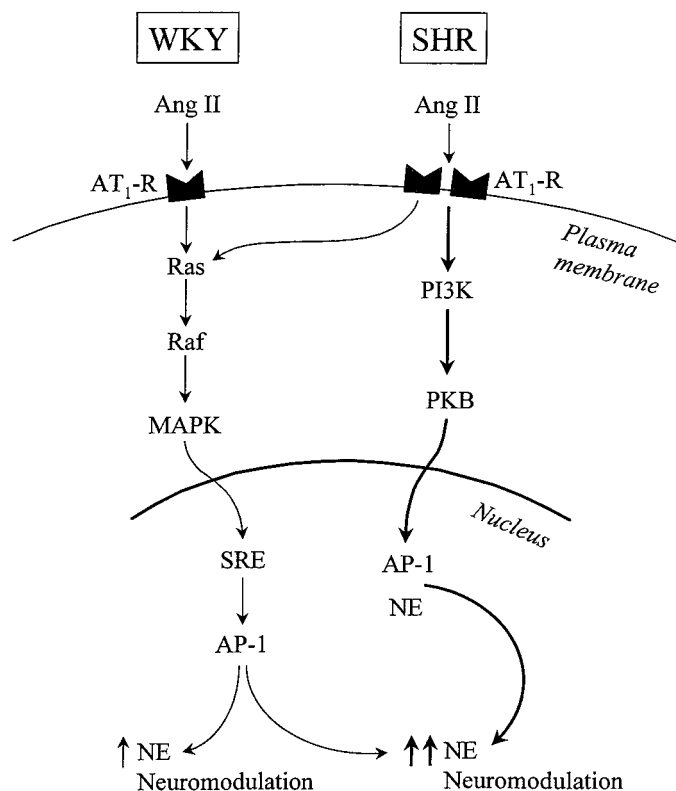 WKY
SHR
Ang II
Ang II
AT₁-R
AT₁-R
Plasma
membrane
Ras
PI3K
Raf
PKB
MAPK
Nucleus
SRE
AP-1
NE
AP-1
↑ NE
Neuromodulation
↑↑ NE
Neuromodulation